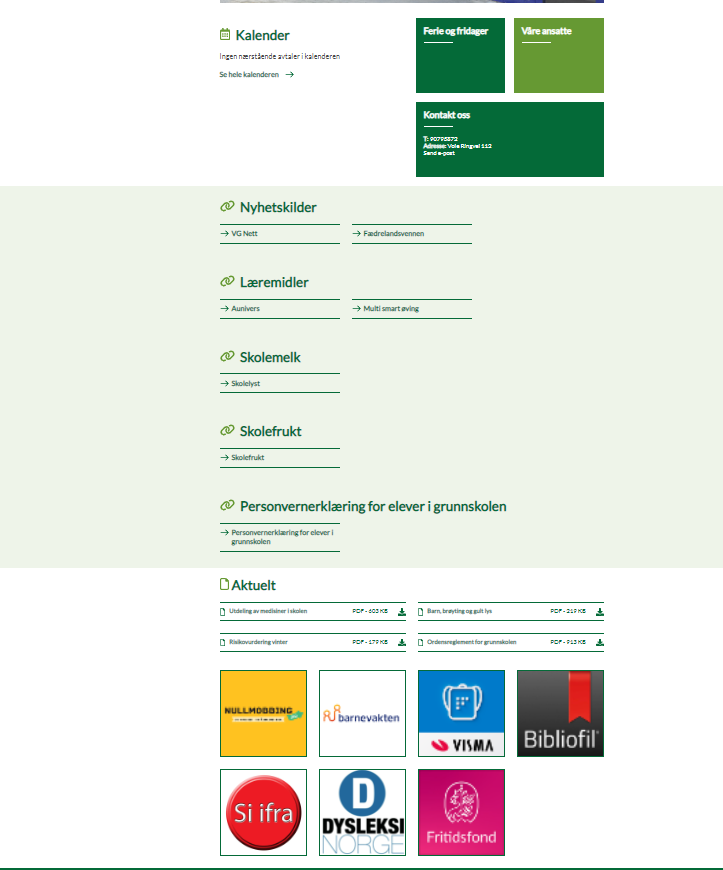 Kalender
Ingen nærstående avtaler i kalenderen
Se hele kalenderen
Ferie og fridager
Våre ansatte
Kontakt oss
T: 90795872
Adresse: Voie Ringvei 112
Send e-post
Nyhetskilder
VG Nett
Fædrelandsvennen
Læremidler
Aunivers
Multi smart øving
Skolemelk
Skolelyst
Skolefrukt
Skolefrukt
Personvernerklæring for elever i grunnskolen
Personvernerklæring for elever i
grunnskolen
Aktuelt
Utdeling av medisiner i skolen
PDF - 603 KB
Barn, brøyting og gult lys
PDF - 219 KB
Risikovurdering vinter
PDF - 179 KB
Ordensreglement for grunnskolen
PDF - 913 KB
NULLMOBBING
barnevakten
VISMA
Bibliofil
Si ifra
D
DYSLEKSI
NORGE
Fritidsfond